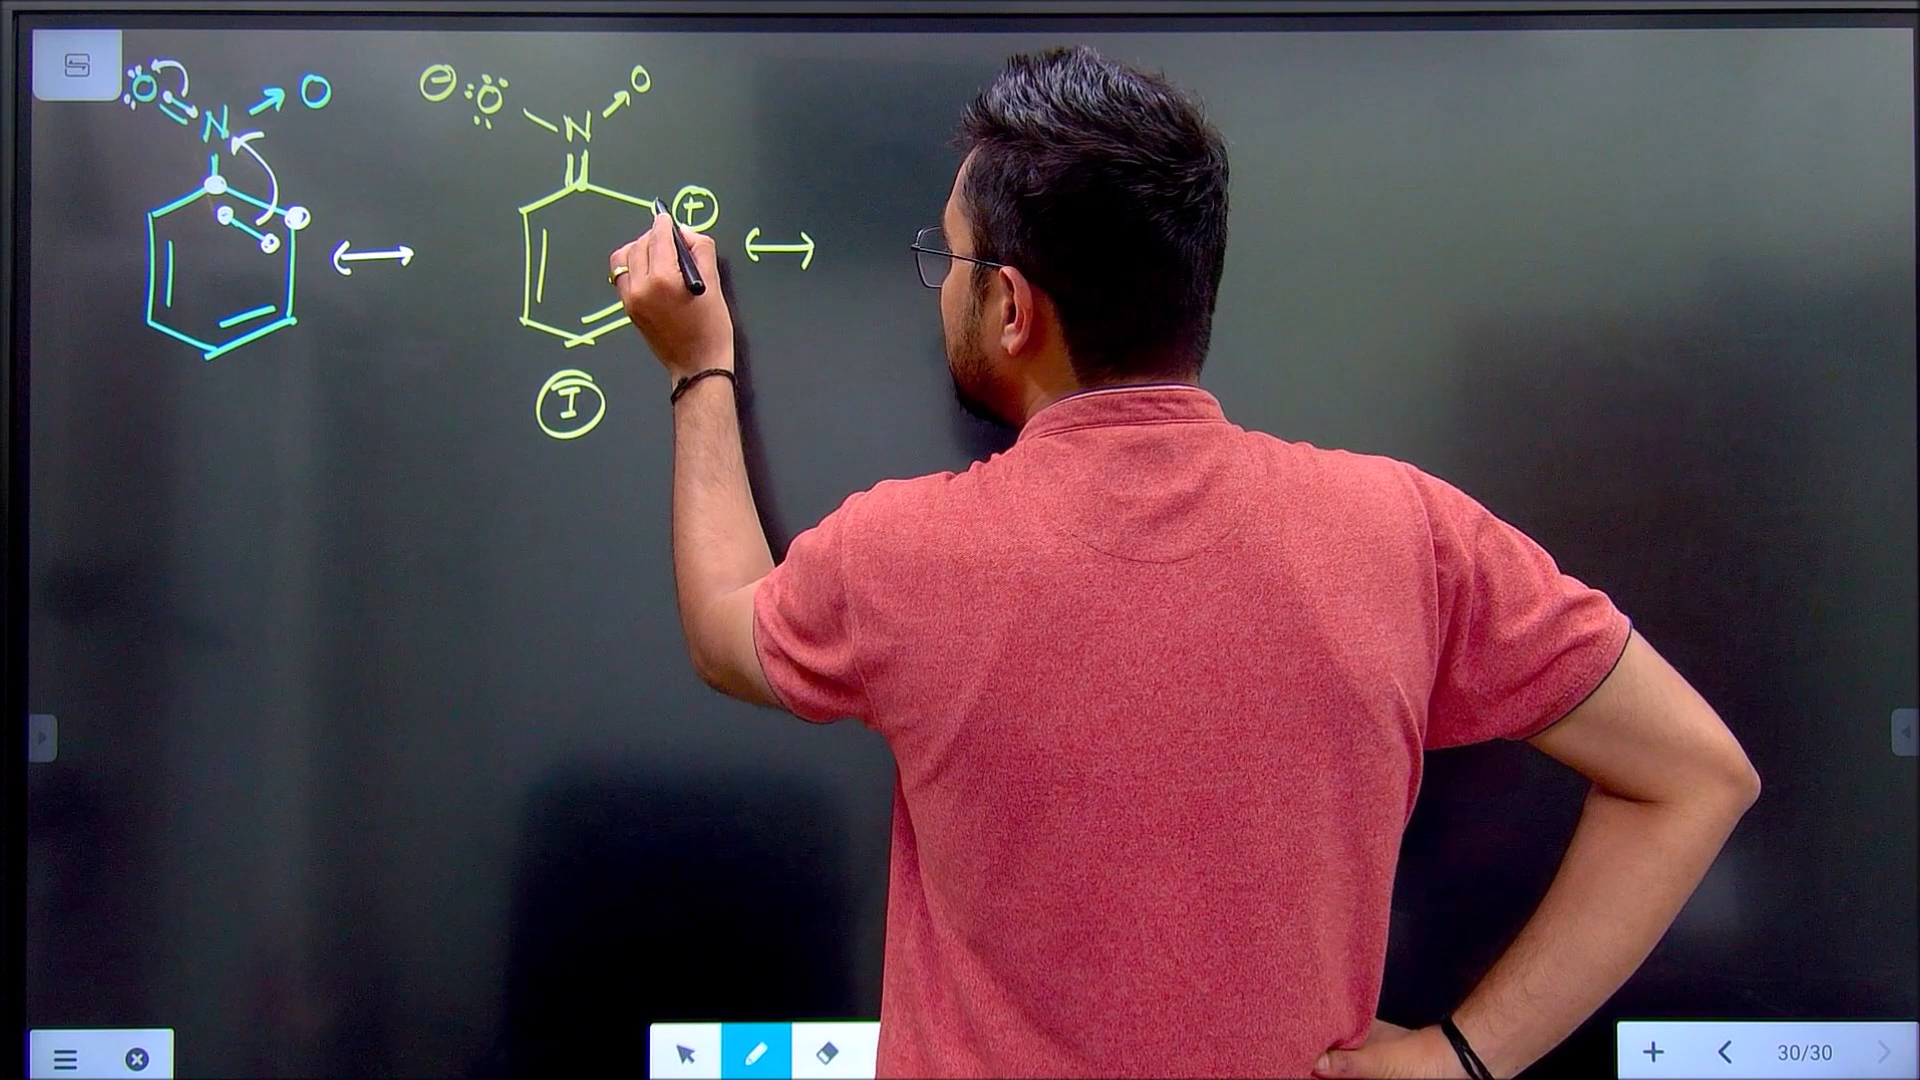 :Ö N → O
⊖ :Ö: — N → O
⊕
↔
↔
I
30/30